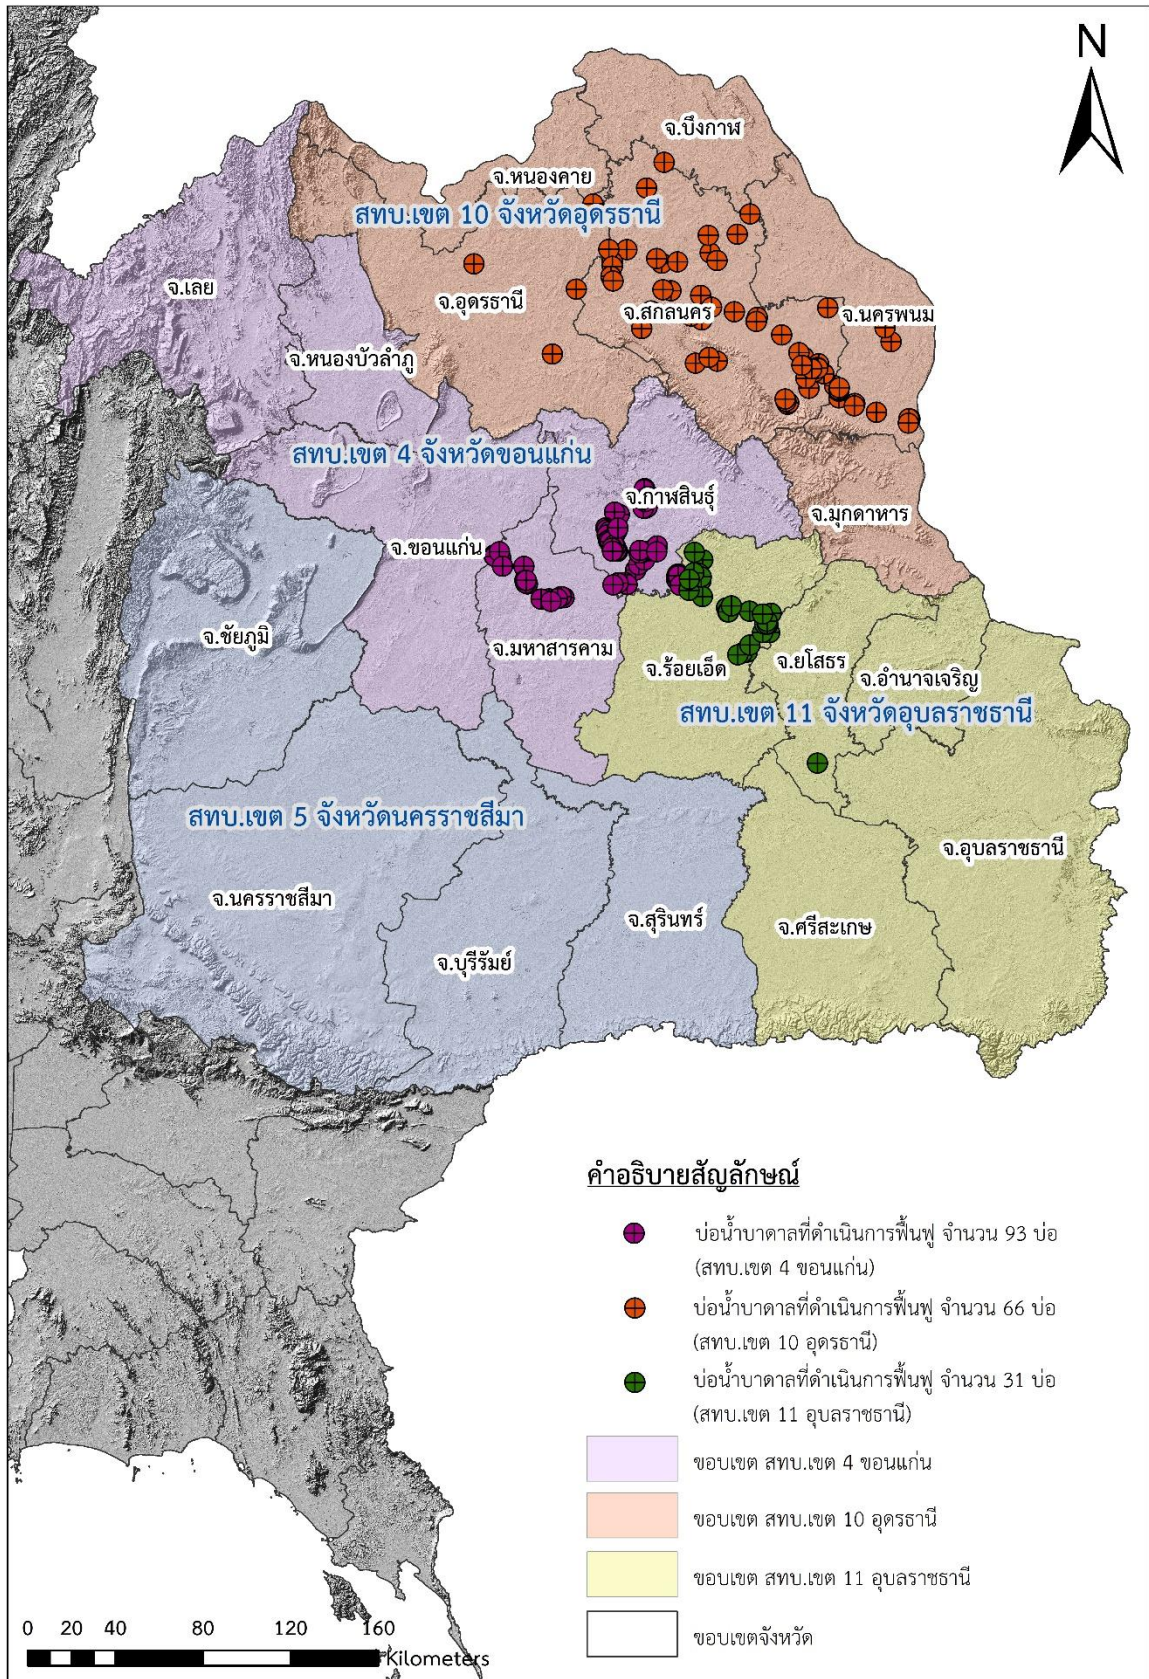 N
จ.บึงกาฬ
จ.หนองคาย
สทบ.เขต 10 จังหวัดอุดรธานี
จ.เลย
จ.อุดรธานี
จ.สกลนคร
จ.นครพนม
จ.หนองบัวลำภู
สทบ.เขต 4 จังหวัดขอนแก่น
จ.กาฬสินธุ์
จ.มุกดาหาร
จ.ขอนแก่น
จ.ชัยภูมิ
จ.มหาสารคาม
จ.ร้อยเอ็ด
จ.ยโสธร
จ.อำนาจเจริญ
สทบ.เขต 11 จังหวัดอุบลราชธานี
สทบ.เขต 5 จังหวัดนครราชสีมา
จ.อุบลราชธานี
จ.นครราชสีมา
จ.สุรินทร์
จ.ศรีสะเกษ
จ.บุรีรัมย์
คำอธิบายสัญลักษณ์
บ่อน้ำบาดาลที่ดำเนินการฟื้นฟู จำนวน 93 บ่อ
(สทบ.เขต 4 ขอนแก่น)
บ่อน้ำบาดาลที่ดำเนินการฟื้นฟู จำนวน 66 บ่อ
(สทบ.เขต 10 อุดรธานี)
บ่อน้ำบาดาลที่ดำเนินการฟื้นฟู จำนวน 31 บ่อ
(สทบ.เขต 11 อุบลราชธานี)
ขอบเขต สทบ.เขต 4 ขอนแก่น
ขอบเขต สทบ.เขต 10 อุดรธานี
ขอบเขต สทบ.เขต 11 อุบลราชธานี
ขอบเขตจังหวัด
0 20 40 80 120 160
Kilometers